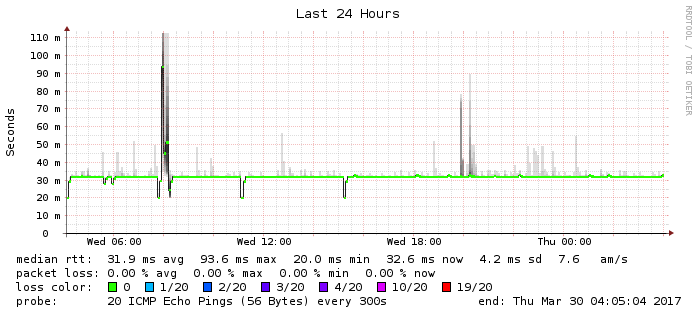 Last 24 Hours
RRDTOOL / TOBI OETIKER
Seconds
110 m
100 m
90 m
80 m
70 m
60 m
50 m
40 m
30 m
20 m
10 m
0
Wed 06:00 Wed 12:00 Wed 18:00 Thu 00:00
median rtt: 31.9 ms avg 93.6 ms max 20.0 ms min 32.6 ms now 4.2 ms sd 7.6 am/s
packet loss: 0.00 % avg 0.00 % max 0.00 % min 0.00 % now
loss color: 0 1/20 2/20 3/20 4/20 10/20 19/20
probe: 20 ICMP Echo Pings (56 Bytes) every 300s end: Thu Mar 30 04:05:04 2017